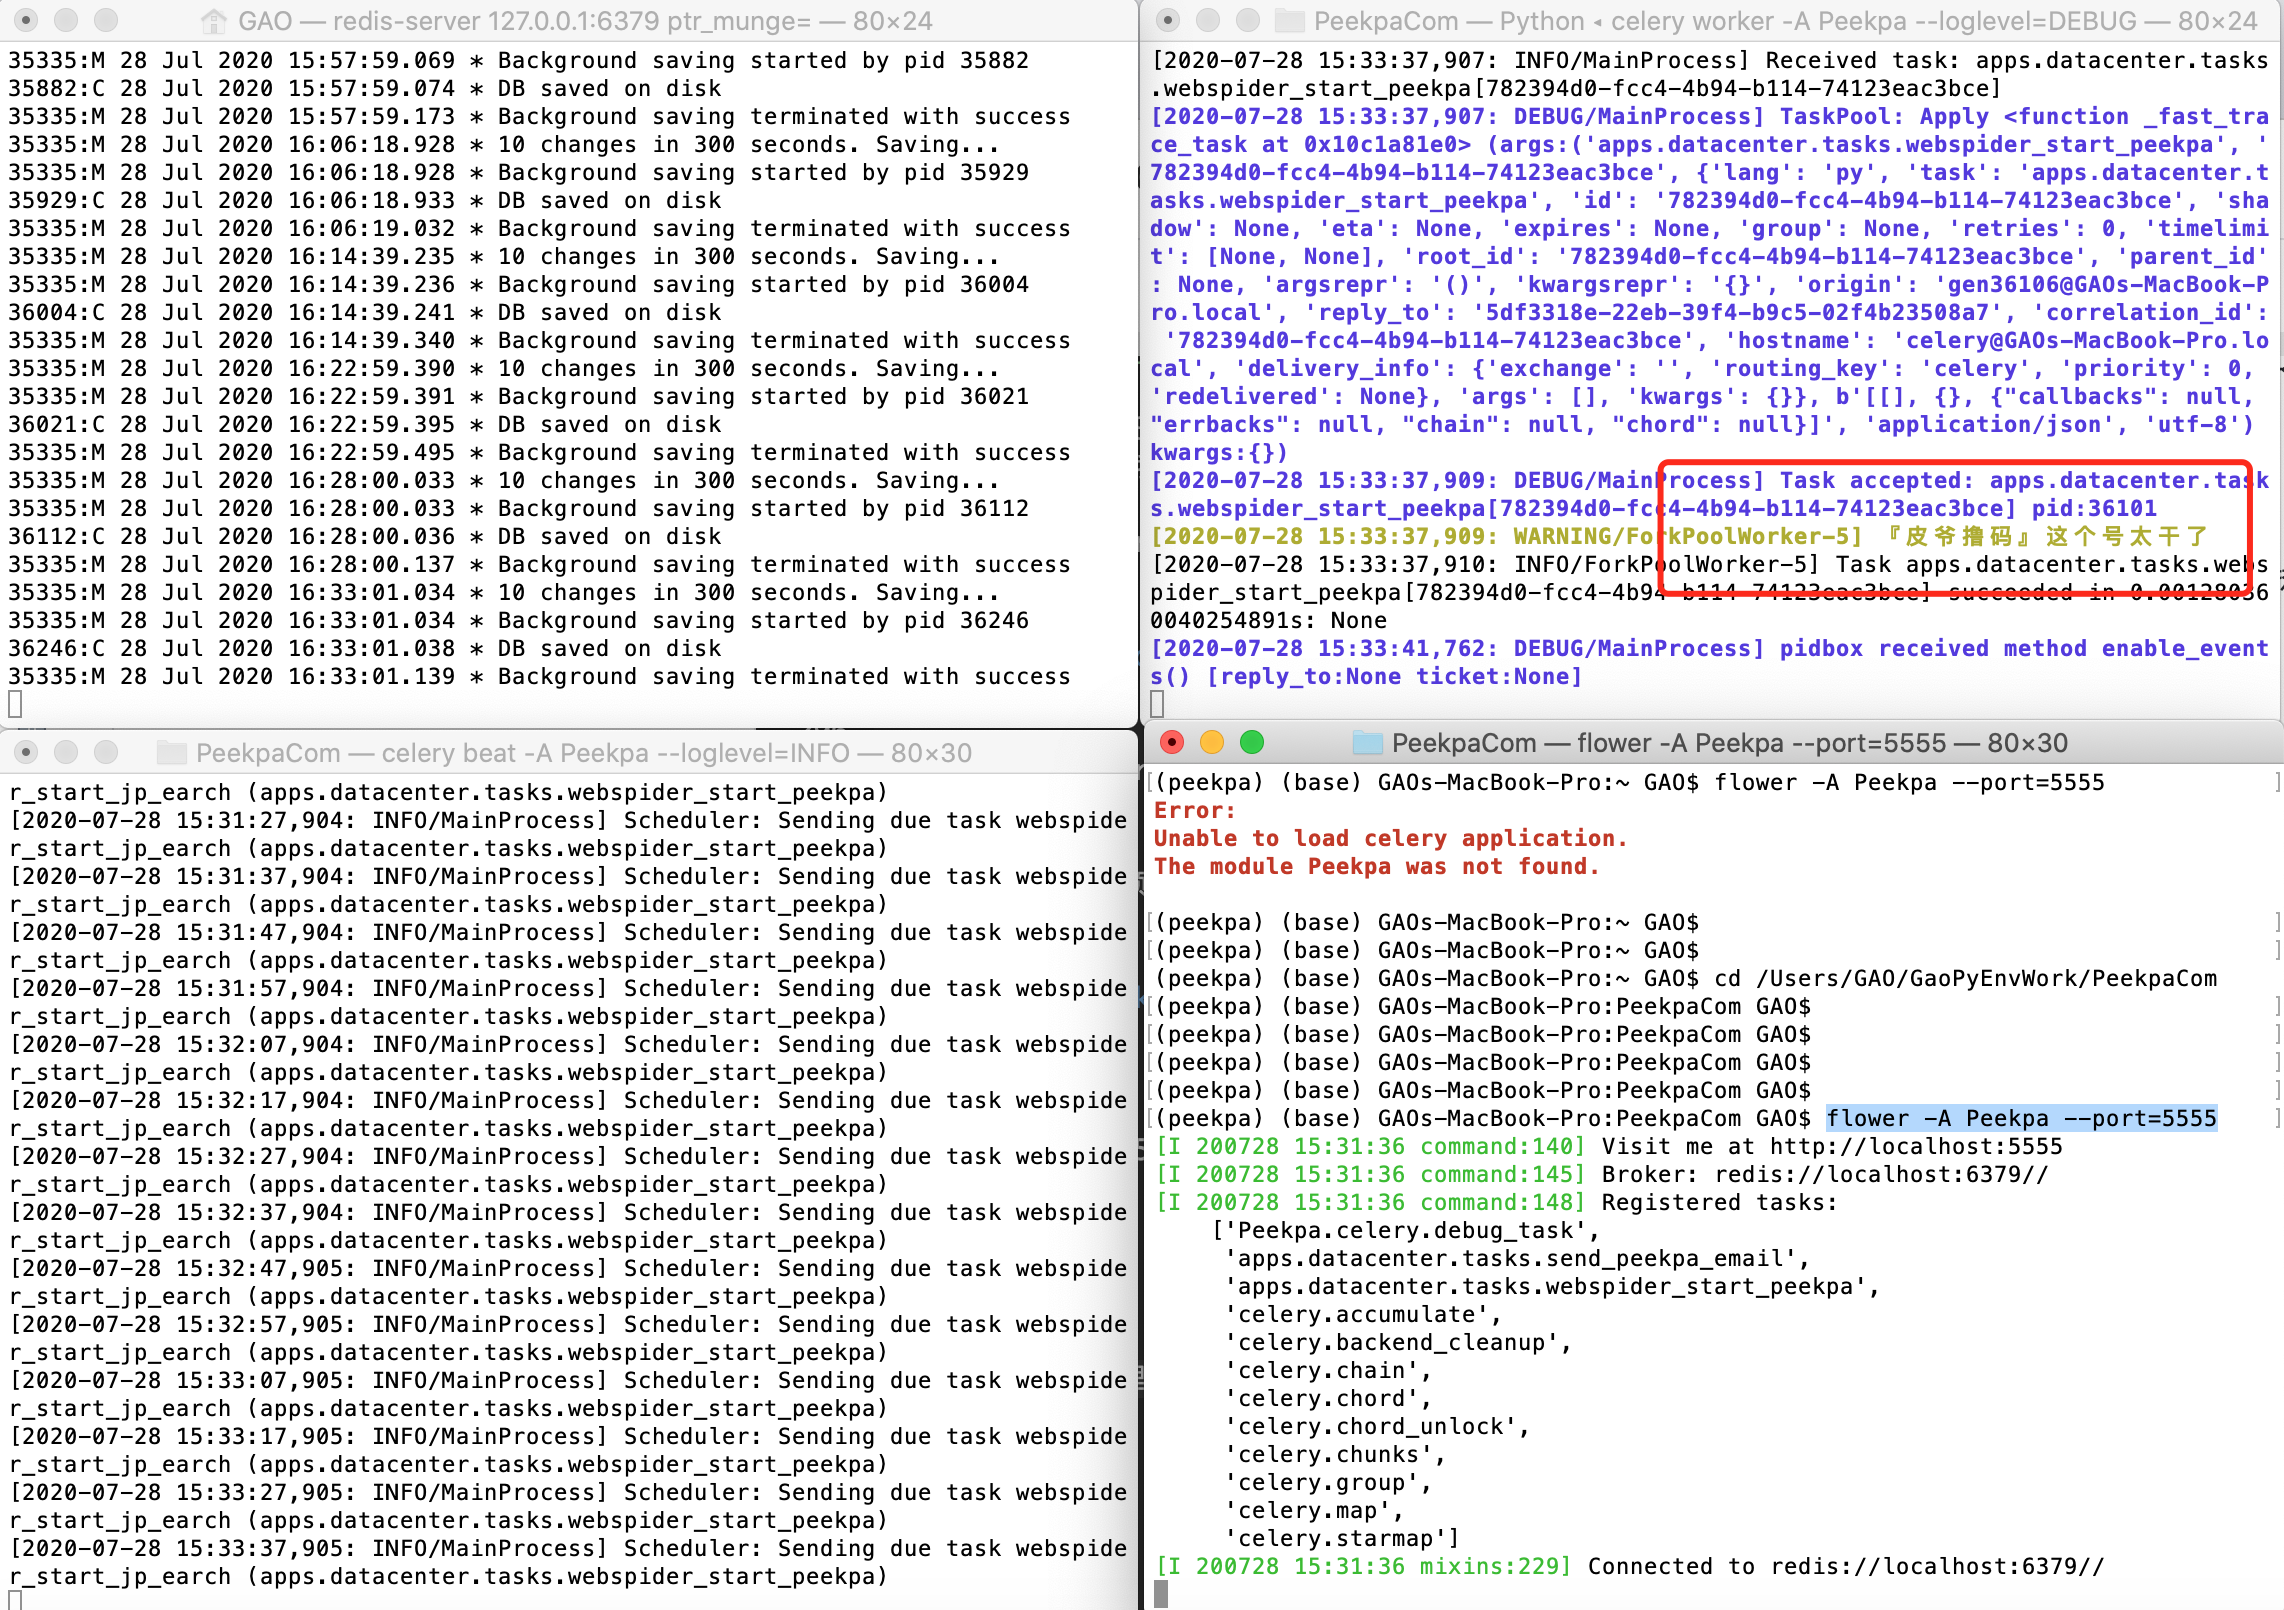 GAO — redis-server 127.0.0.1:6379 ptr_munge= — 80×24
35335:M 28 Jul 2020 15:57:59.069 * Background saving started by pid 35882
35882:C 28 Jul 2020 15:57:59.074 * DB saved on disk
35335:M 28 Jul 2020 15:57:59.173 * Background saving terminated with success
35335:M 28 Jul 2020 16:06:18.928 * 10 changes in 300 seconds. Saving...
35335:M 28 Jul 2020 16:06:18.928 * Background saving started by pid 35929
35929:C 28 Jul 2020 16:06:18.933 * DB saved on disk
35335:M 28 Jul 2020 16:06:19.032 * Background saving terminated with success
35335:M 28 Jul 2020 16:14:39.235 * 10 changes in 300 seconds. Saving...
35335:M 28 Jul 2020 16:14:39.236 * Background saving started by pid 36004
36004:C 28 Jul 2020 16:14:39.241 * DB saved on disk
35335:M 28 Jul 2020 16:14:39.340 * Background saving terminated with success
35335:M 28 Jul 2020 16:22:59.390 * 10 changes in 300 seconds. Saving...
35335:M 28 Jul 2020 16:22:59.391 * Background saving started by pid 36021
36021:C 28 Jul 2020 16:22:59.395 * DB saved on disk
35335:M 28 Jul 2020 16:22:59.495 * Background saving terminated with success
35335:M 28 Jul 2020 16:28:00.033 * 10 changes in 300 seconds. Saving...
35335:M 28 Jul 2020 16:28:00.033 * Background saving started by pid 36112
36112:C 28 Jul 2020 16:28:00.036 * DB saved on disk
35335:M 28 Jul 2020 16:28:00.137 * Background saving terminated with success
35335:M 28 Jul 2020 16:33:01.034 * 10 changes in 300 seconds. Saving...
35335:M 28 Jul 2020 16:33:01.034 * Background saving started by pid 36246
36246:C 28 Jul 2020 16:33:01.038 * DB saved on disk
35335:M 28 Jul 2020 16:33:01.139 * Background saving terminated with success
PeekpaCom — Python ◂ celery worker -A Peekpa --loglevel=DEBUG — 80×24
[2020-07-28 15:33:37,907: INFO/MainProcess] Received task: apps.datacenter.tasks
.webspider_start_peekpa[782394d0-fcc4-4b94-b114-74123eac3bce]
[2020-07-28 15:33:37,907: DEBUG/MainProcess] TaskPool: Apply <function _fast_tra
ce_task at 0x10c1a81e0> (args:('apps.datacenter.tasks.webspider_start_peekpa', '
782394d0-fcc4-4b94-b114-74123eac3bce', {'lang': 'py', 'task': 'apps.datacenter.t
asks.webspider_start_peekpa', 'id': '782394d0-fcc4-4b94-b114-74123eac3bce', 'sha
dow': None, 'eta': None, 'expires': None, 'group': None, 'retries': 0, 'timelimi
t': [None, None], 'root_id': '782394d0-fcc4-4b94-b114-74123eac3bce', 'parent_id'
: None, 'argsrepr': '()', 'kwargsrepr': '{}', 'origin': 'gen36106@GAOs-MacBook-P
ro.local', 'reply_to': '5df3318e-22eb-39f4-b9c5-02f4b23508a7', 'correlation_id':
'782394d0-fcc4-4b94-b114-74123eac3bce', 'hostname': 'celery@GAOs-MacBook-Pro.lo
cal', 'delivery_info': {'exchange': '', 'routing_key': 'celery', 'priority': 0,
'redelivered': None}, 'args': [], 'kwargs': {}}, b'[[], {}, {"callbacks": null,
"errbacks": null, "chain": null, "chord": null}]', 'application/json', 'utf-8')
kwargs:{})
[2020-07-28 15:33:37,909: DEBUG/MainProcess] Task accepted: apps.datacenter.task
s.webspider_start_peekpa[782394d0-fcc4-4b94-b114-74123eac3bce] pid:36101
[2020-07-28 15:33:37,909: WARNING/ForkPoolWorker-5] 『皮爷撸码』这个号太干了
[2020-07-28 15:33:37,910: INFO/ForkPoolWorker-5] Task apps.datacenter.tasks.webs
pider_start_peekpa[782394d0-fcc4-4b94-b114-74123eac3bce] succeeded in 0.00128036
0040254891s: None
[2020-07-28 15:33:41,762: DEBUG/MainProcess] pidbox received method enable_event
s() [reply_to:None ticket:None]
PeekpaCom — celery beat -A Peekpa --loglevel=INFO — 80×30
r_start_jp_earch (apps.datacenter.tasks.webspider_start_peekpa)
[2020-07-28 15:31:27,904: INFO/MainProcess] Scheduler: Sending due task webspide
r_start_jp_earch (apps.datacenter.tasks.webspider_start_peekpa)
[2020-07-28 15:31:37,904: INFO/MainProcess] Scheduler: Sending due task webspide
r_start_jp_earch (apps.datacenter.tasks.webspider_start_peekpa)
[2020-07-28 15:31:47,904: INFO/MainProcess] Scheduler: Sending due task webspide
r_start_jp_earch (apps.datacenter.tasks.webspider_start_peekpa)
[2020-07-28 15:31:57,904: INFO/MainProcess] Scheduler: Sending due task webspide
r_start_jp_earch (apps.datacenter.tasks.webspider_start_peekpa)
[2020-07-28 15:32:07,904: INFO/MainProcess] Scheduler: Sending due task webspide
r_start_jp_earch (apps.datacenter.tasks.webspider_start_peekpa)
[2020-07-28 15:32:17,904: INFO/MainProcess] Scheduler: Sending due task webspide
r_start_jp_earch (apps.datacenter.tasks.webspider_start_peekpa)
[2020-07-28 15:32:27,904: INFO/MainProcess] Scheduler: Sending due task webspide
r_start_jp_earch (apps.datacenter.tasks.webspider_start_peekpa)
[2020-07-28 15:32:37,904: INFO/MainProcess] Scheduler: Sending due task webspide
r_start_jp_earch (apps.datacenter.tasks.webspider_start_peekpa)
[2020-07-28 15:32:47,905: INFO/MainProcess] Scheduler: Sending due task webspide
r_start_jp_earch (apps.datacenter.tasks.webspider_start_peekpa)
[2020-07-28 15:32:57,905: INFO/MainProcess] Scheduler: Sending due task webspide
r_start_jp_earch (apps.datacenter.tasks.webspider_start_peekpa)
[2020-07-28 15:33:07,905: INFO/MainProcess] Scheduler: Sending due task webspide
r_start_jp_earch (apps.datacenter.tasks.webspider_start_peekpa)
[2020-07-28 15:33:17,905: INFO/MainProcess] Scheduler: Sending due task webspide
r_start_jp_earch (apps.datacenter.tasks.webspider_start_peekpa)
[2020-07-28 15:33:27,905: INFO/MainProcess] Scheduler: Sending due task webspide
r_start_jp_earch (apps.datacenter.tasks.webspider_start_peekpa)
[2020-07-28 15:33:37,905: INFO/MainProcess] Scheduler: Sending due task webspide
r_start_jp_earch (apps.datacenter.tasks.webspider_start_peekpa)
PeekpaCom — flower -A Peekpa --port=5555 — 80×30
[(peekpa) (base) GAOs-MacBook-Pro:~ GAO$ flower -A Peekpa --port=5555 ]
Error:
Unable to load celery application.
The module Peekpa was not found.
[(peekpa) (base) GAOs-MacBook-Pro:~ GAO$ ]
[(peekpa) (base) GAOs-MacBook-Pro:~ GAO$ ]
(peekpa) (base) GAOs-MacBook-Pro:~ GAO$ cd /Users/GAO/GaoPyEnvWork/PeekpaCom
[(peekpa) (base) GAOs-MacBook-Pro:PeekpaCom GAO$ ]
[(peekpa) (base) GAOs-MacBook-Pro:PeekpaCom GAO$ ]
[(peekpa) (base) GAOs-MacBook-Pro:PeekpaCom GAO$ ]
[(peekpa) (base) GAOs-MacBook-Pro:PeekpaCom GAO$ ]
[(peekpa) (base) GAOs-MacBook-Pro:PeekpaCom GAO$ flower -A Peekpa --port=5555 ]
[I 200728 15:31:36 command:140] Visit me at http://localhost:5555
[I 200728 15:31:36 command:145] Broker: redis://localhost:6379//
[I 200728 15:31:36 command:148] Registered tasks:
['Peekpa.celery.debug_task',
'apps.datacenter.tasks.send_peekpa_email',
'apps.datacenter.tasks.webspider_start_peekpa',
'celery.accumulate',
'celery.backend_cleanup',
'celery.chain',
'celery.chord',
'celery.chord_unlock',
'celery.chunks',
'celery.group',
'celery.map',
'celery.starmap']
[I 200728 15:31:36 mixins:229] Connected to redis://localhost:6379//